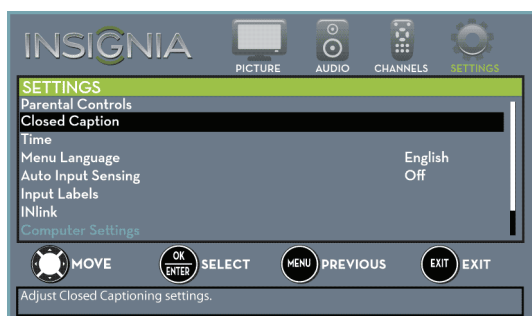 INSIGNIA
PICTURE AUDIO CHANNELS SETTINGS
SETTINGS
Parental Controls
Closed Caption
Time
Menu Language English
Auto Input Sensing Off
Input Labels
INlink
Computer Settings
MOVE OK ENTER SELECT MENU PREVIOUS EXIT EXIT
Adjust Closed Captioning settings.